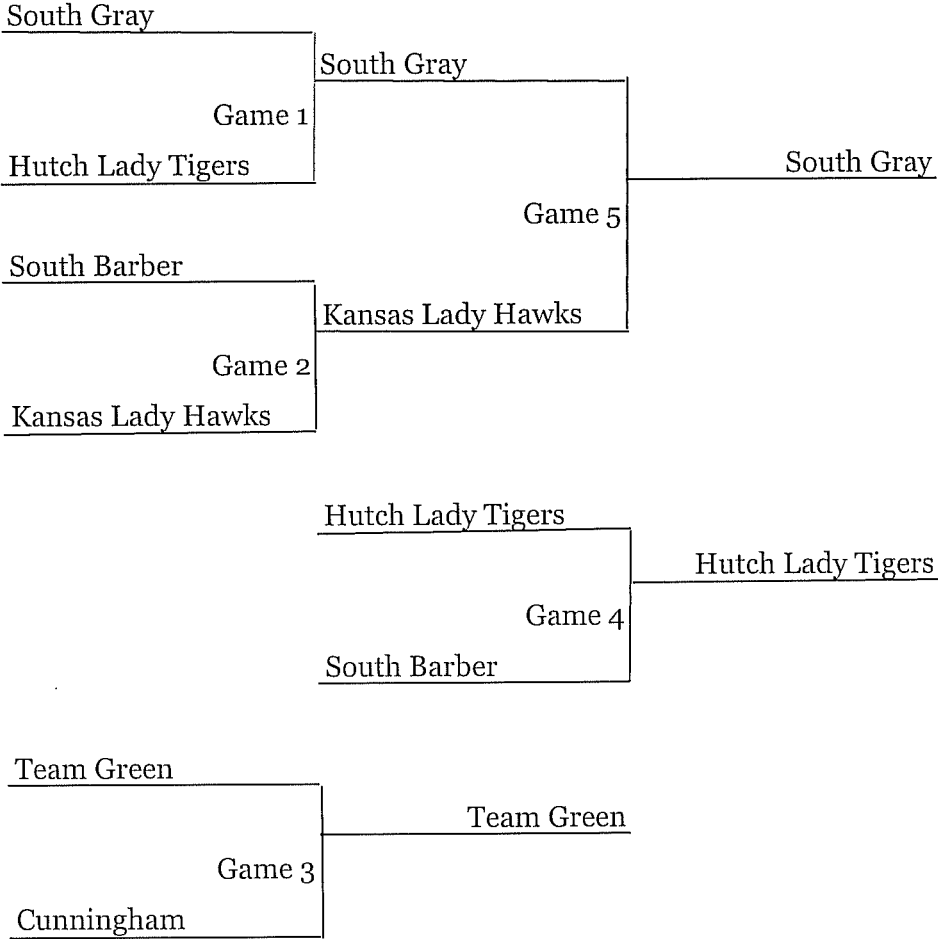 South Gray
South Gray
Game 1
Hutch Lady Tigers
South Gray
Game 5
South Barber
Kansas Lady Hawks
Game 2
Kansas Lady Hawks
Hutch Lady Tigers
Hutch Lady Tigers
Game 4
South Barber
Team Green
Team Green
Game 3
Cunningham